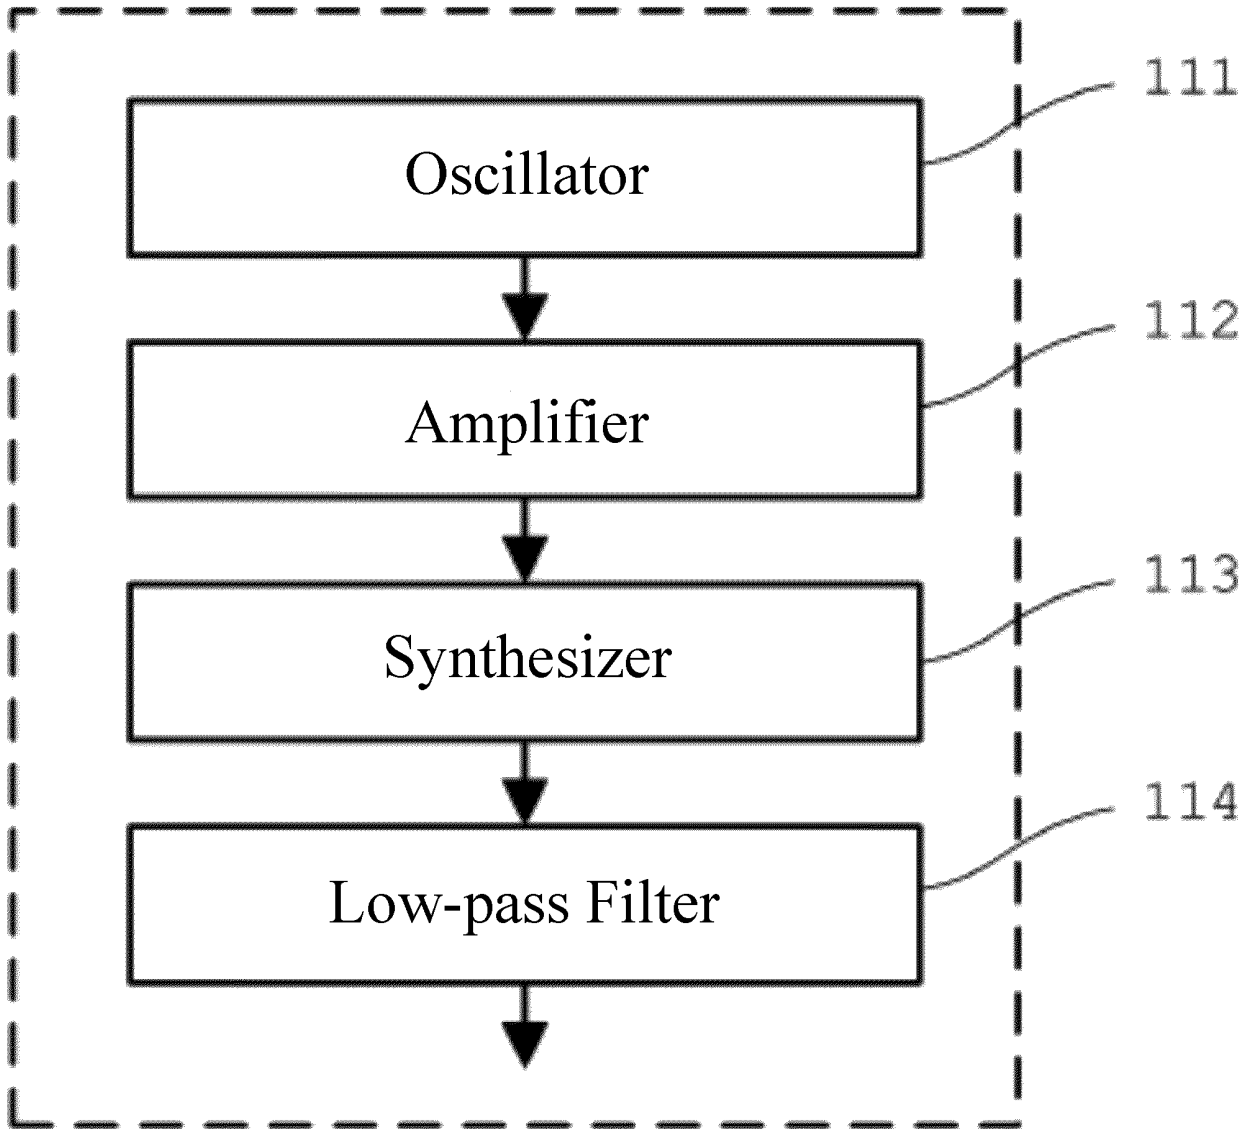 111
Oscillator
112
Amplifier
113
Synthesizer
114
Low-pass Filter